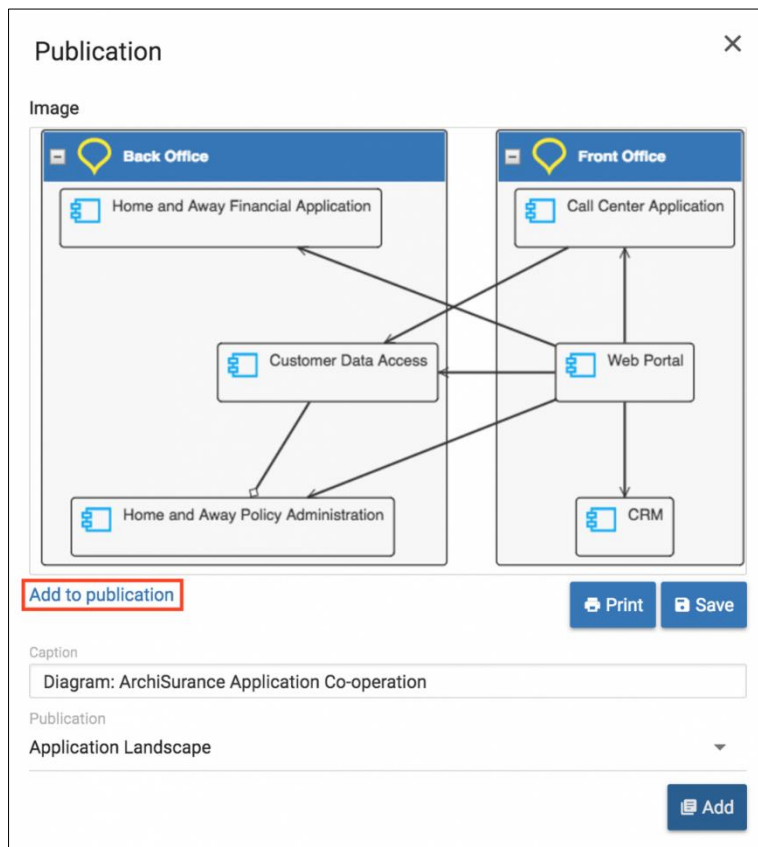 Publication
Image
Back Office
Front Office
Home and Away Financial Application
Call Center Application
Customer Data Access
Web Portal
Home and Away Policy Administration
CRM
Add to publication
Print
Save
Caption
Diagram: ArchiSurance Application Co-operation
Publication
Application Landscape
Add